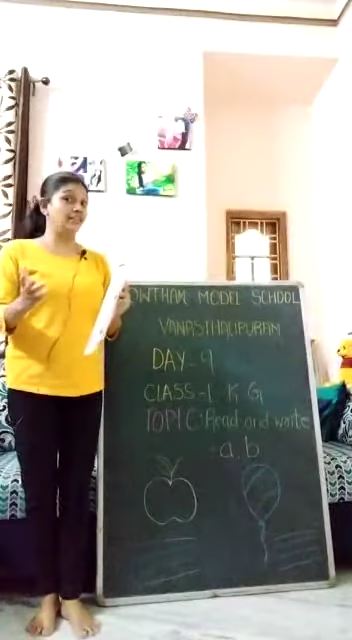 OWTHAM MODEL SCHOOL
VANASTHALIPURAM
DAY-9
CLASS-L K G
TOPIC: Read and write
a.b